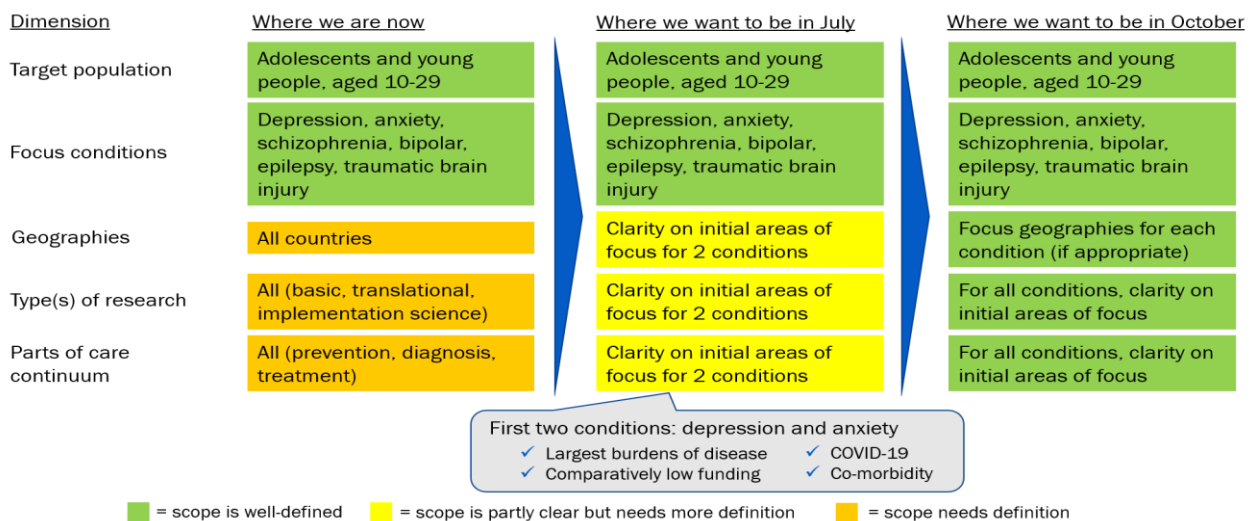 Dimension
Where we are now
Where we want to be in July
Where we want to be in October
Target population
Adolescents and young
people, aged 10-29
Adolescents and young
people, aged 10-29
Adolescents and young
people, aged 10-29
Focus conditions
Depression, anxiety,
schizophrenia, bipolar,
epilepsy, traumatic brain
injury
Depression, anxiety,
schizophrenia, bipolar,
epilepsy, traumatic brain
injury
Depression, anxiety,
schizophrenia, bipolar,
epilepsy, traumatic brain
injury
Geographies
All countries
Clarity on initial areas of
focus for 2 conditions
Focus geographies for each
condition (if appropriate)
Type(s) of research
All (basic, translational,
implementation science)
Clarity on initial areas of
focus for 2 conditions
For all conditions, clarity on
initial areas of focus
Parts of care
continuum
All (prevention, diagnosis,
treatment)
Clarity on initial areas of
focus for 2 conditions
For all conditions, clarity on
initial areas of focus
First two conditions: depression and anxiety
✓ Largest burdens of disease
✓ Comparatively low funding
✓ COVID-19
✓ Co-morbidity
= scope is well-defined
= scope is partly clear but needs more definition
= scope needs definition